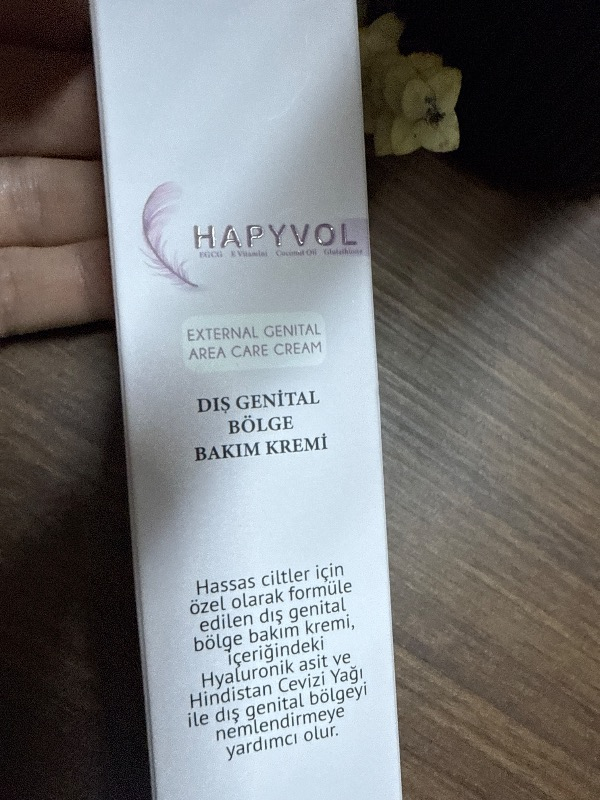 HAPYVOL
EGCG E Vitamini Coconut Oil Glutathione
EXTERNAL GENITAL
AREA CARE CREAM
DIŞ GENİTAL
BÖLGE
BAKIM KREMİ
Hassas ciltler için
özel olarak formüle
edilen dış genital
bölge bakım kremi,
içeriğindeki
Hyaluronik asit ve
Hindistan Cevizi Yağı
ile dış genital bölgeyi
nemlendirmeye
yardımcı olur.